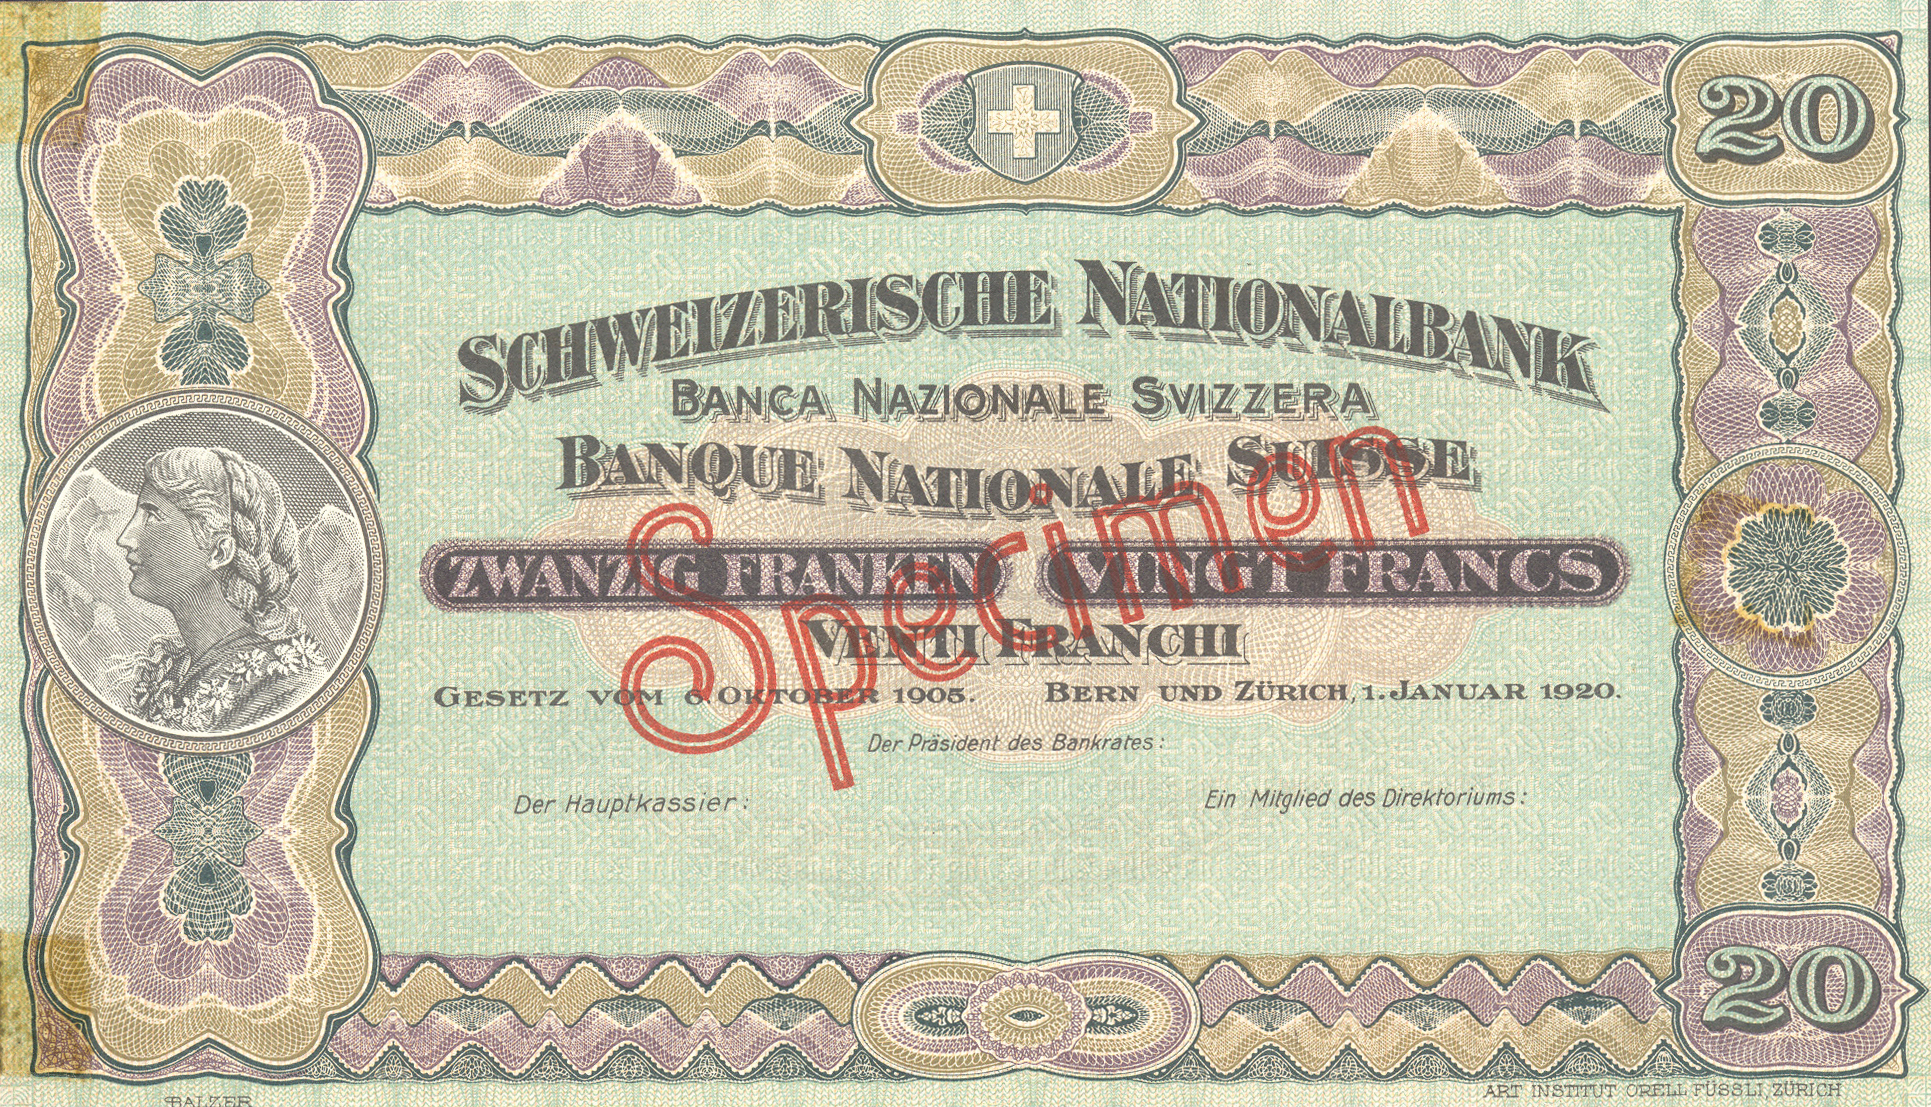 20
SCHWEIZERISCHE NATIONALBANK
BANCA NAZIONALE SVIZZERA
BANQUE NATIONALE SUISSE
Specimen
ZWANZIG FRANKEN VINGT FRANCS
VENTI FRANCHI
GESETZ VOM 6. OKTOBER 1905. BERN UND ZÜRICH, 1. JANUAR 1920.
Der Präsident des Bankrates:
Der Hauptkassier: Ein Mitglied des Direktoriums:
20
BALZER ART INSTITUT ORELL FÜSSLI, ZÜRICH